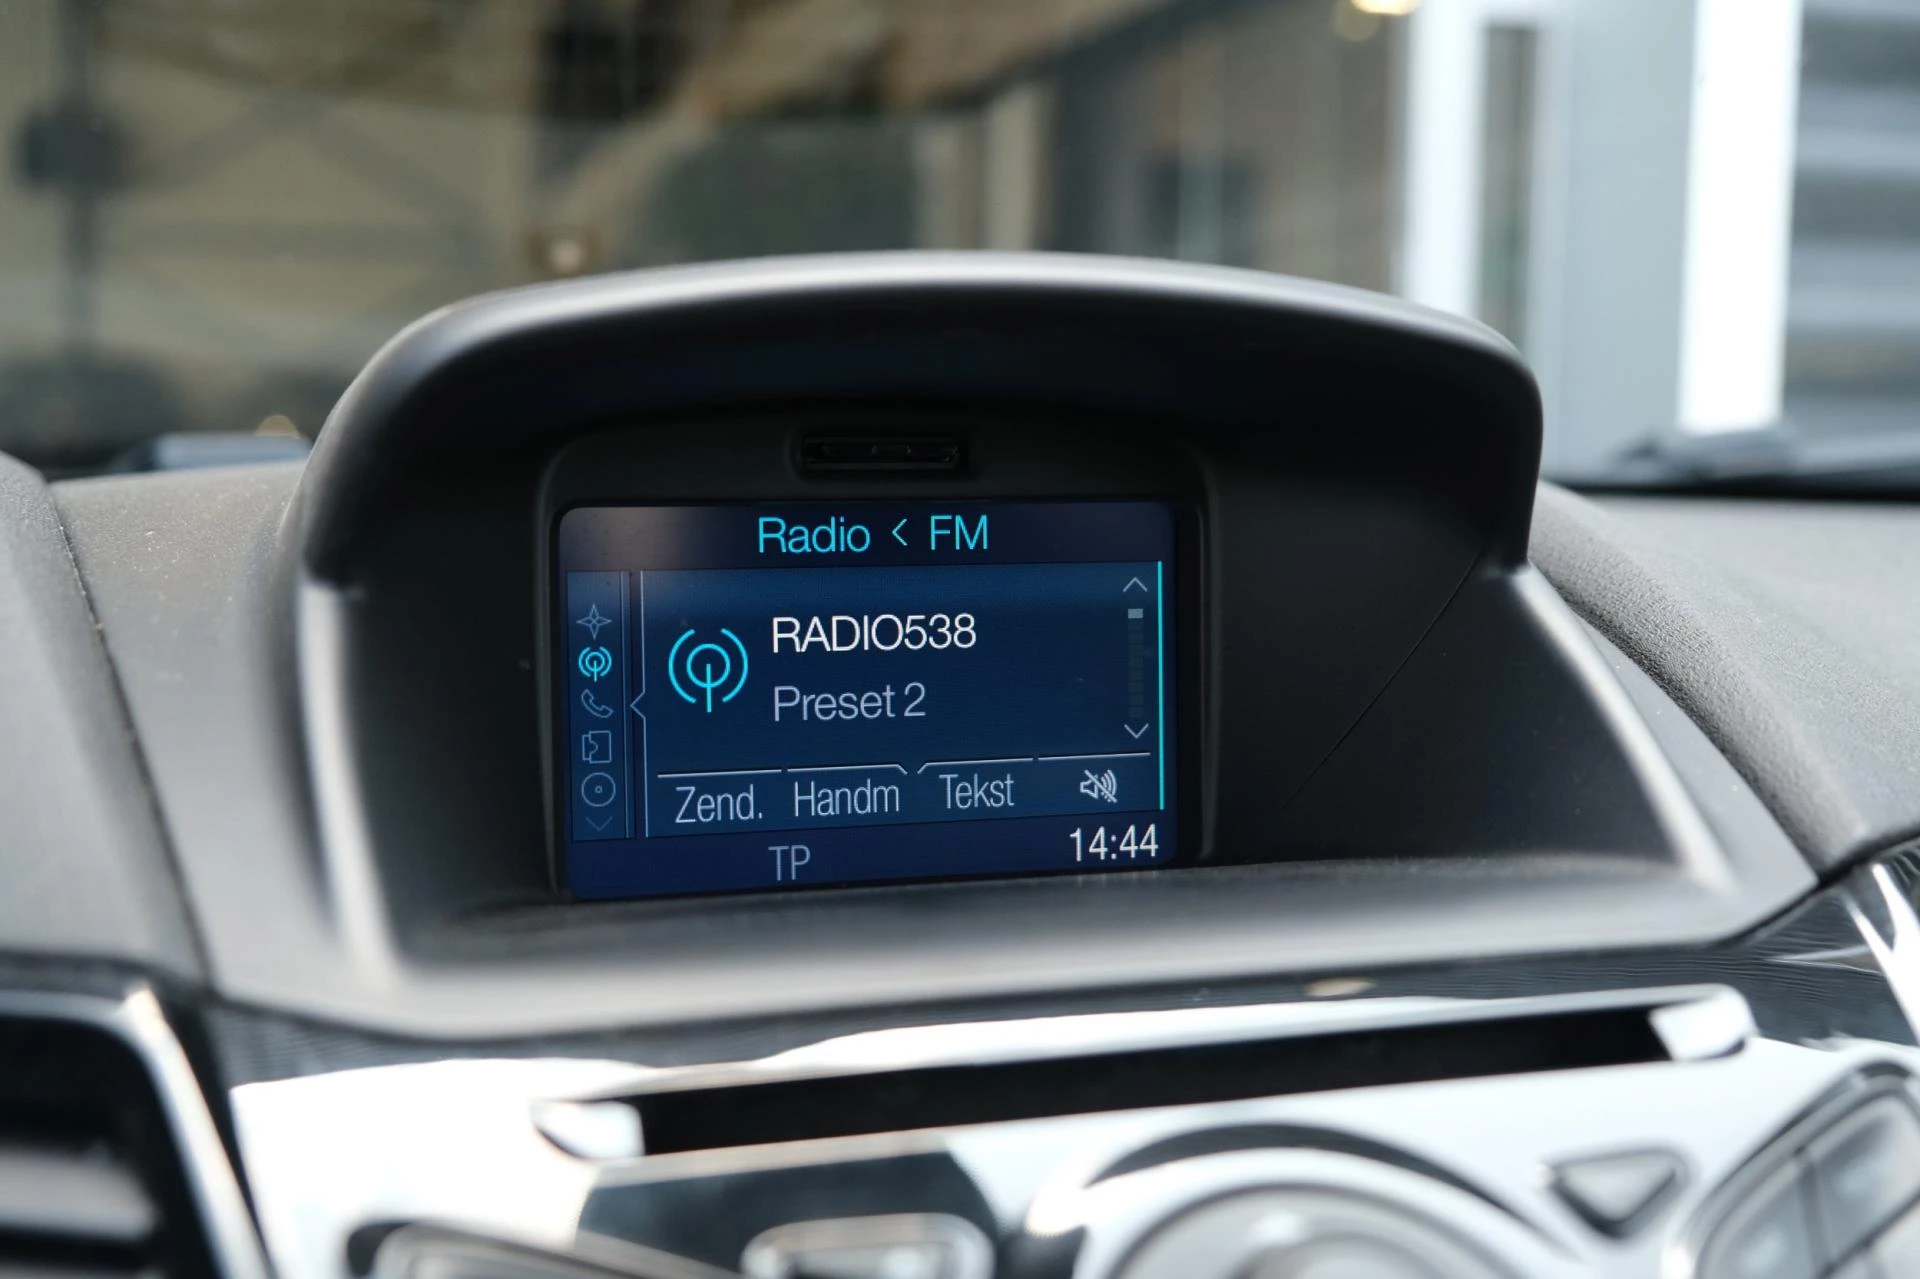 Radio < FM
RADIO538
Preset 2
Zend. Handm Tekst
TP 14:44